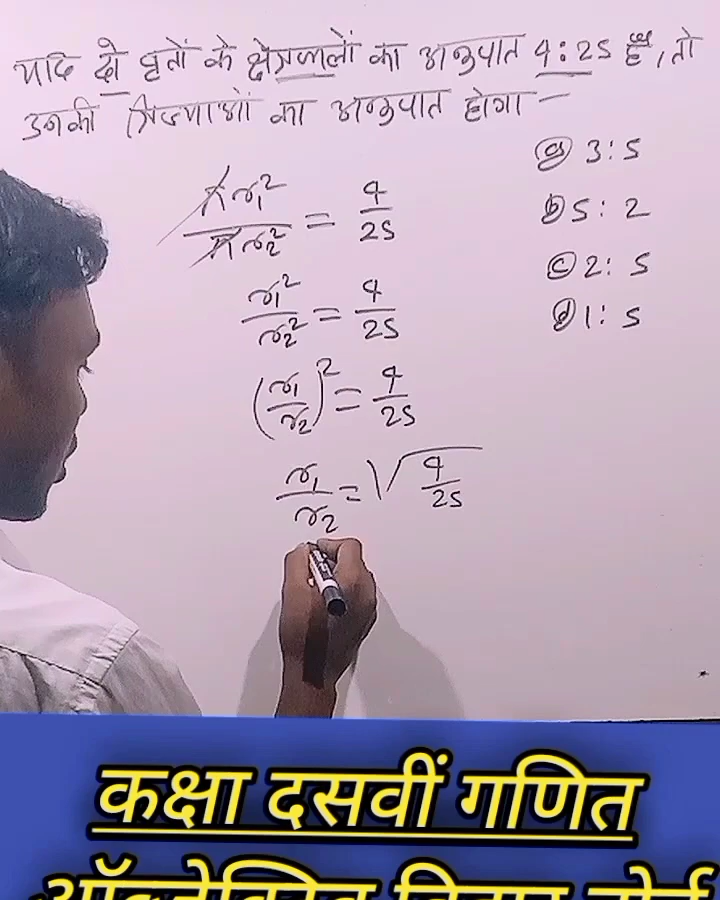 यदि दो वृतों के क्षेत्रफलों का अनुपात 4:25 है, तो
उनकी त्रिज्याओं का अनुपात होगा –
(a) 3:5
(b) 5:2
(c) 2:5
(d) 1:5
πr₁²/πr₂² = 4/25
r₁²/r₂² = 4/25
(r₁/r₂)² = 4/25
r₁/r₂ = √4/25
कक्षा दसवीं गणित
ऑब्जेक्टिव बिहार बोर्ड